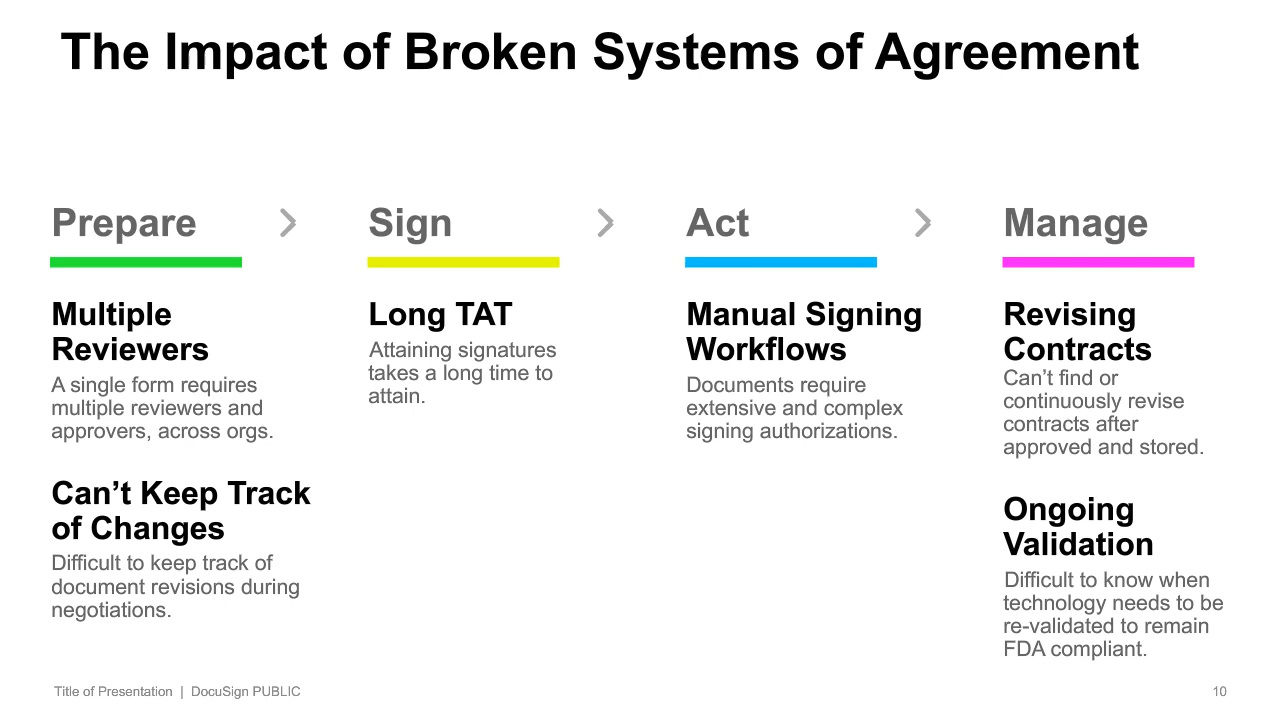 The Impact of Broken Systems of Agreement
Prepare
Sign
Act
Manage
Multiple
Reviewers
A single form requires
multiple reviewers and
approvers, across orgs.
Can’t Keep Track
of Changes
Difficult to keep track of
document revisions during
negotiations.
Long TAT
Attaining signatures
takes a long time to
attain.
Manual Signing
Workflows
Documents require
extensive and complex
signing authorizations.
Revising
Contracts
Can’t find or
continuously revise
contracts after
approved and stored.
Ongoing
Validation
Difficult to know when
technology needs to be
re-validated to remain
FDA compliant.
Title of Presentation | DocuSign PUBLIC
10